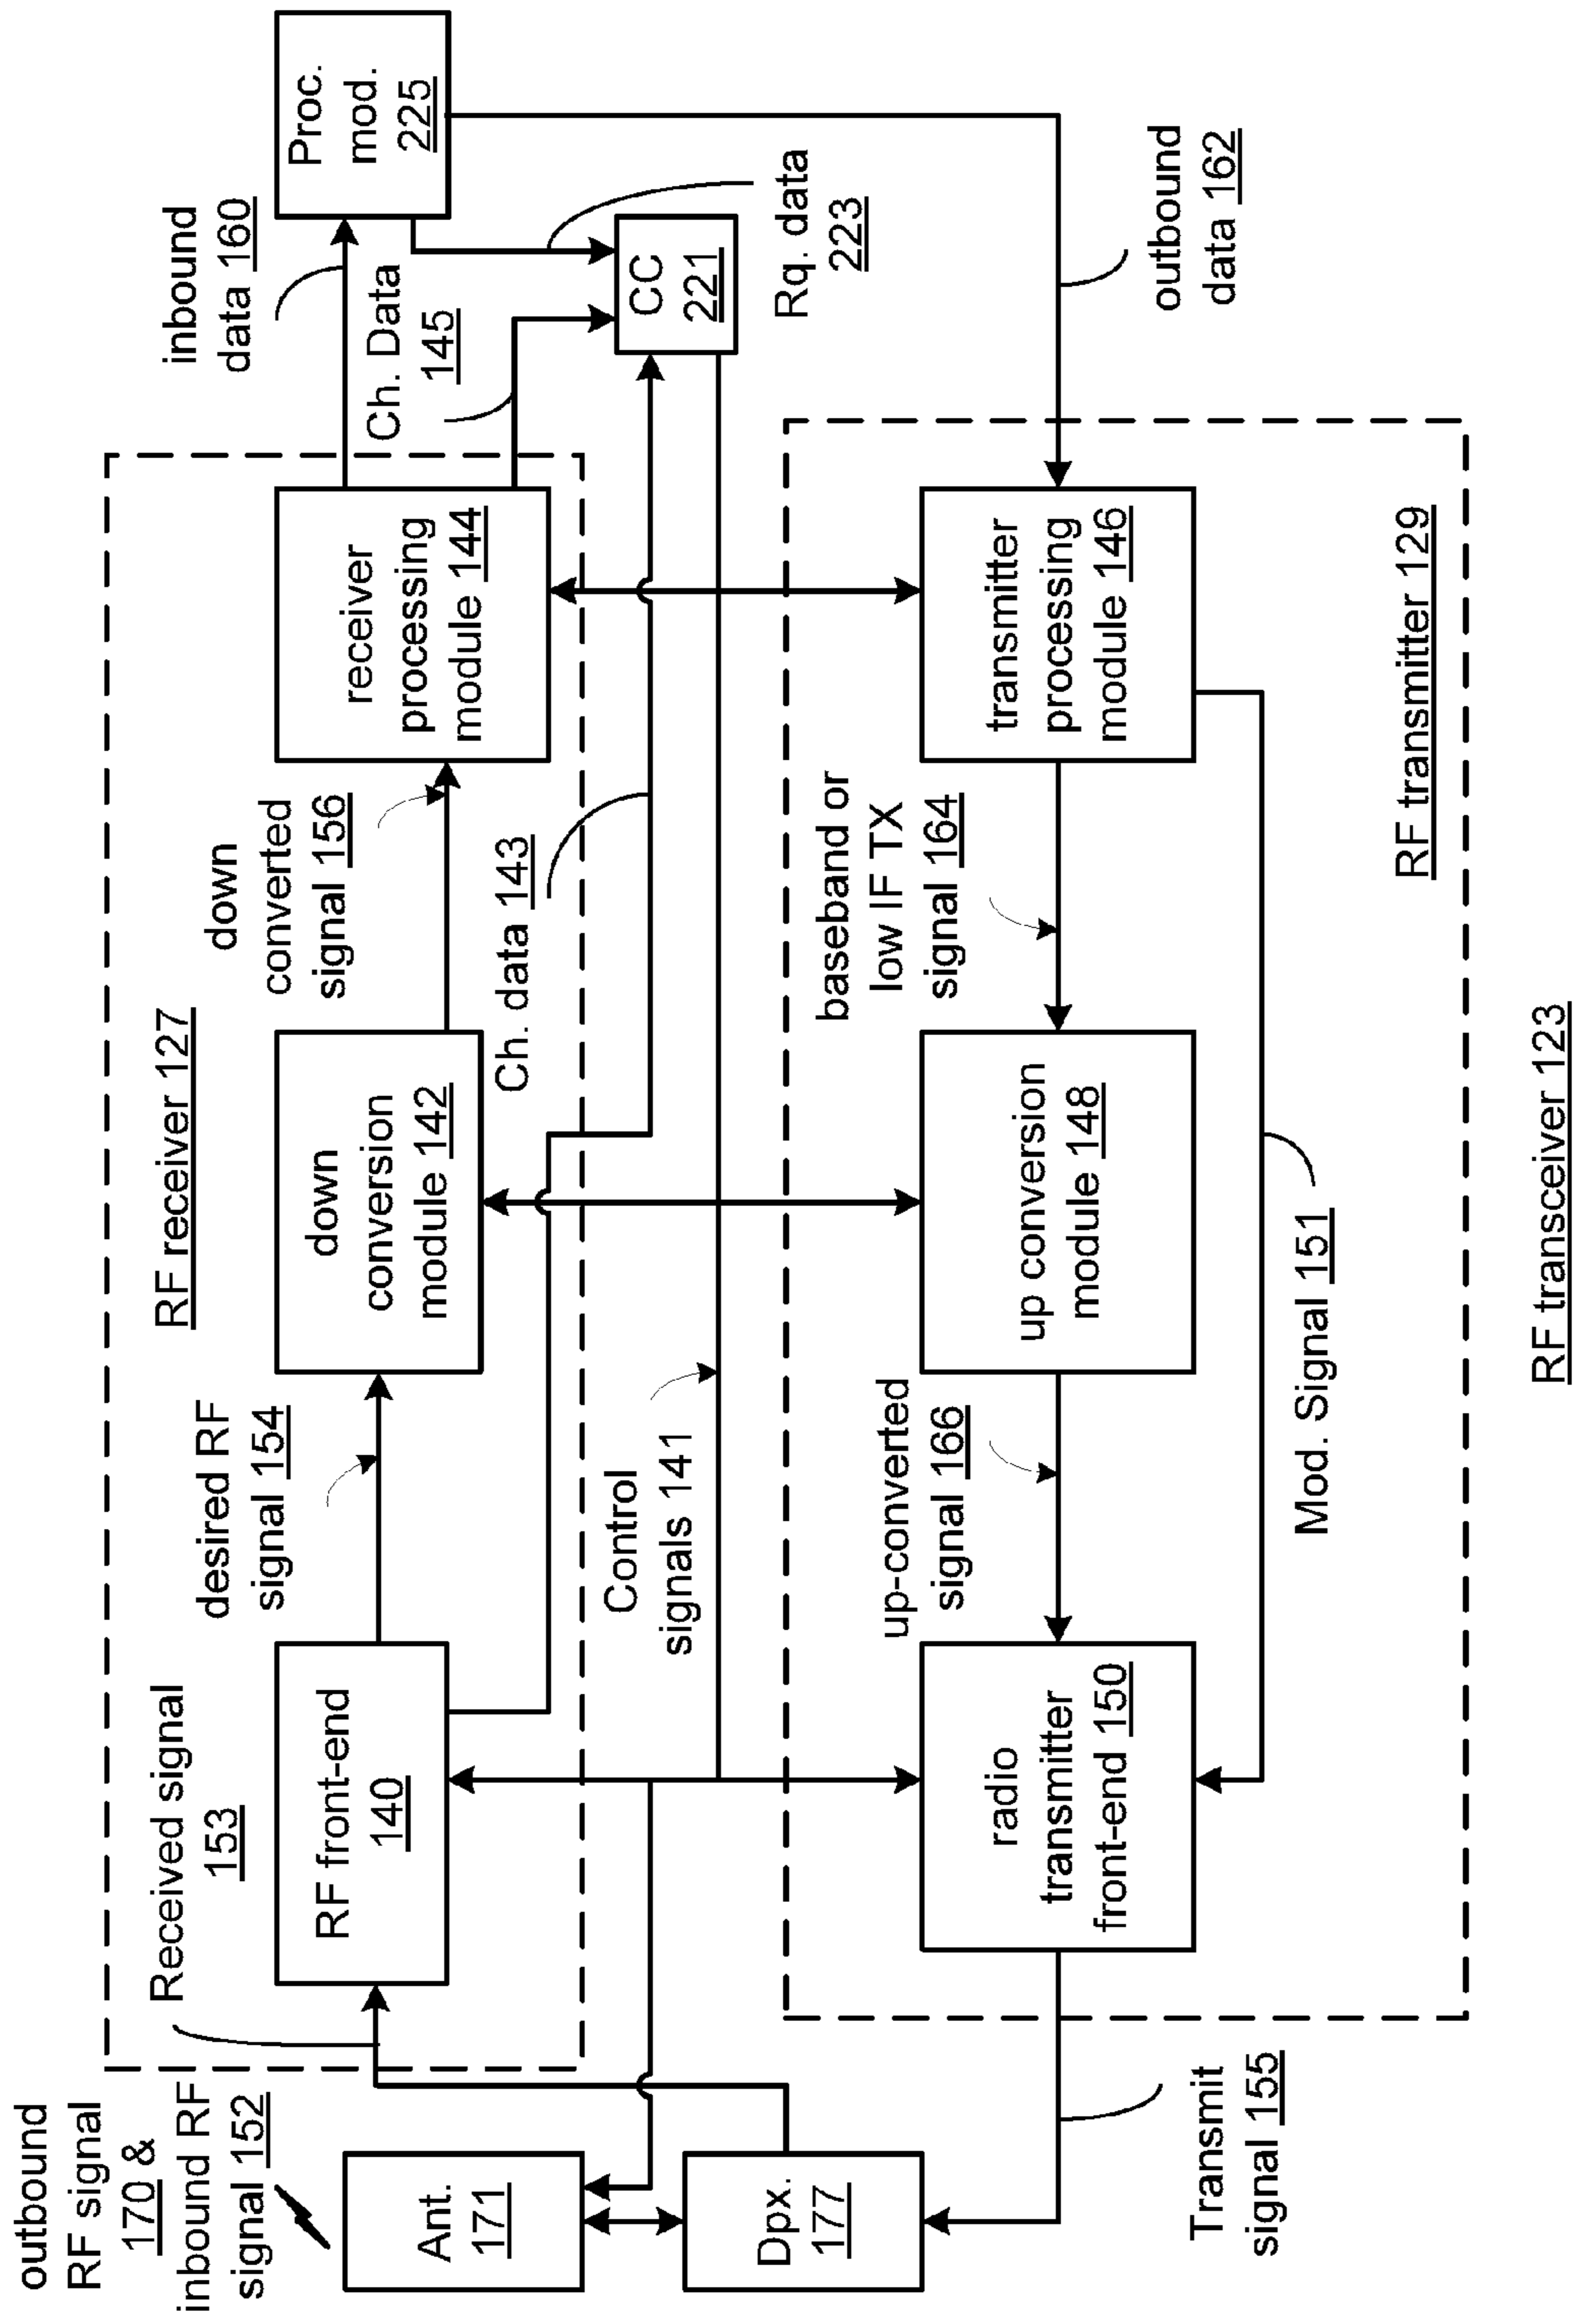 outbound
RF signal
170 &
inbound RF
signal 152
Ant.
171
Dpx.
177
Transmit
signal 155
Received signal
153
RF front-end
140
desired RF
signal 154
RF receiver 127
down
conversion
module 142
down
converted
signal 156
receiver
processing
module 144
inbound
data 160
Ch. Data
145
Proc.
mod.
225
CC
221
Rq. data
223
Ch. data 143
Control
signals 141
radio
transmitter
front-end 150
up-converted
signal 166
up conversion
module 148
baseband or
low IF TX
signal 164
transmitter
processing
module 146
outbound
data 162
Mod. Signal 151
RF transmitter 129
RF transceiver 123